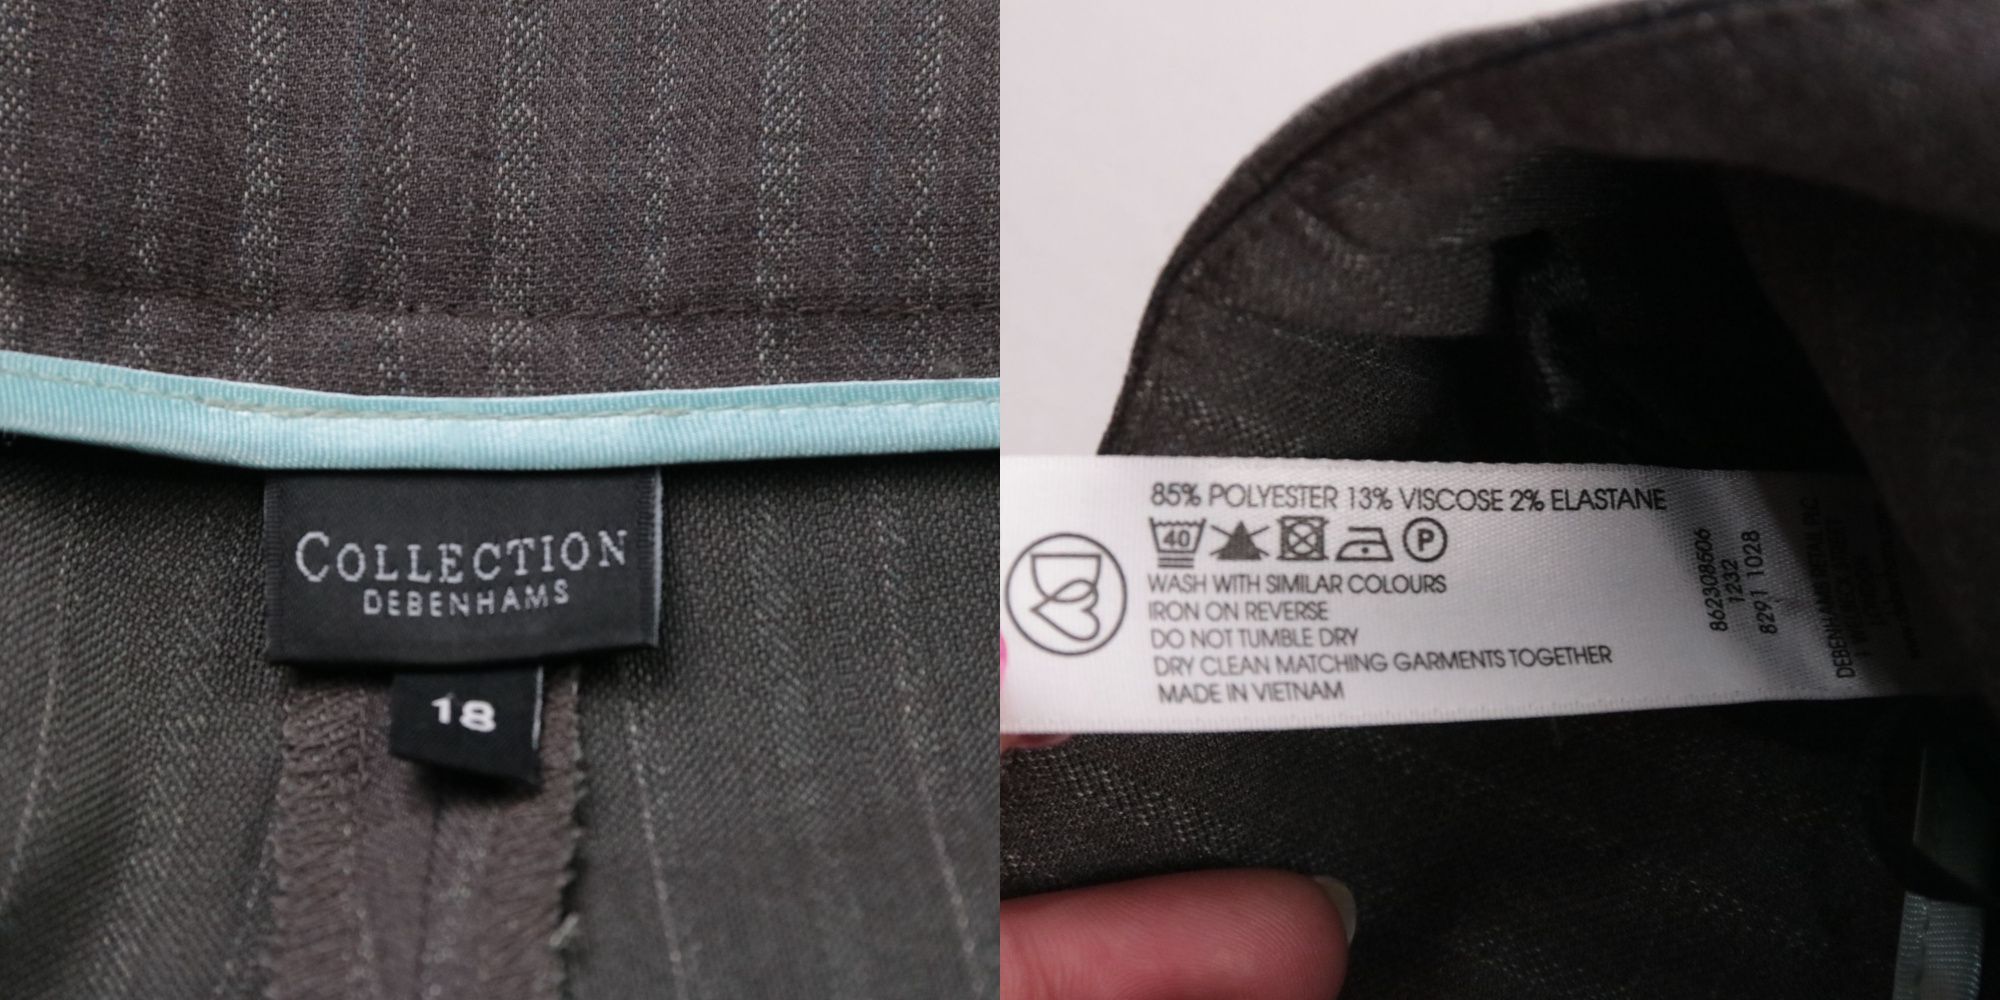 COLLECTION
DEBENHAMS
18
85% POLYESTER 13% VISCOSE 2% ELASTANE
40
P
WASH WITH SIMILAR COLOURS
IRON ON REVERSE
DO NOT TUMBLE DRY
DRY CLEAN MATCHING GARMENTS TOGETHER
MADE IN VIETNAM
862308506
1232
8291 1028
DEBENHAMS RETAIL PLC